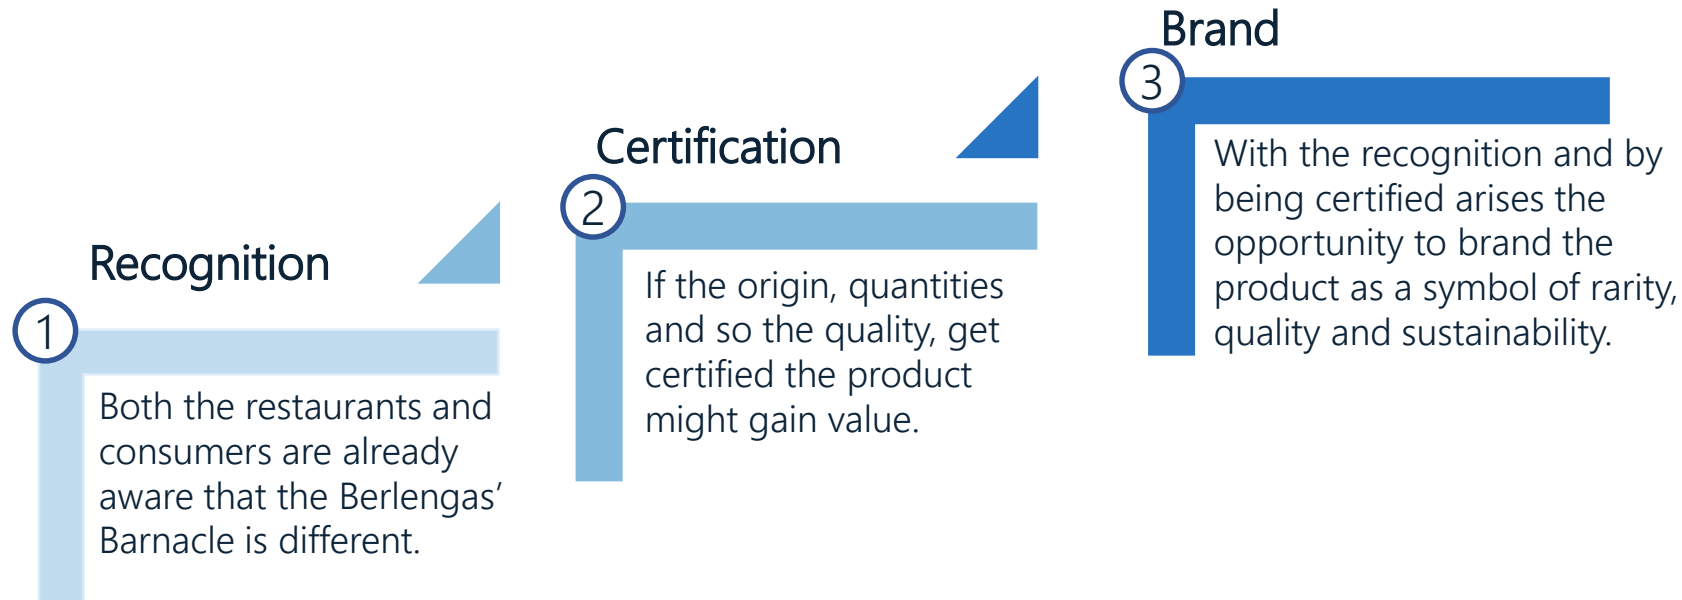 Recognition
1
Both the restaurants and
consumers are already
aware that the Berlengas’
Barnacle is different.
Certification
2
If the origin, quantities
and so the quality, get
certified the product
might gain value.
Brand
3
With the recognition and by
being certified arises the
opportunity to brand the
product as a symbol of rarity,
quality and sustainability.